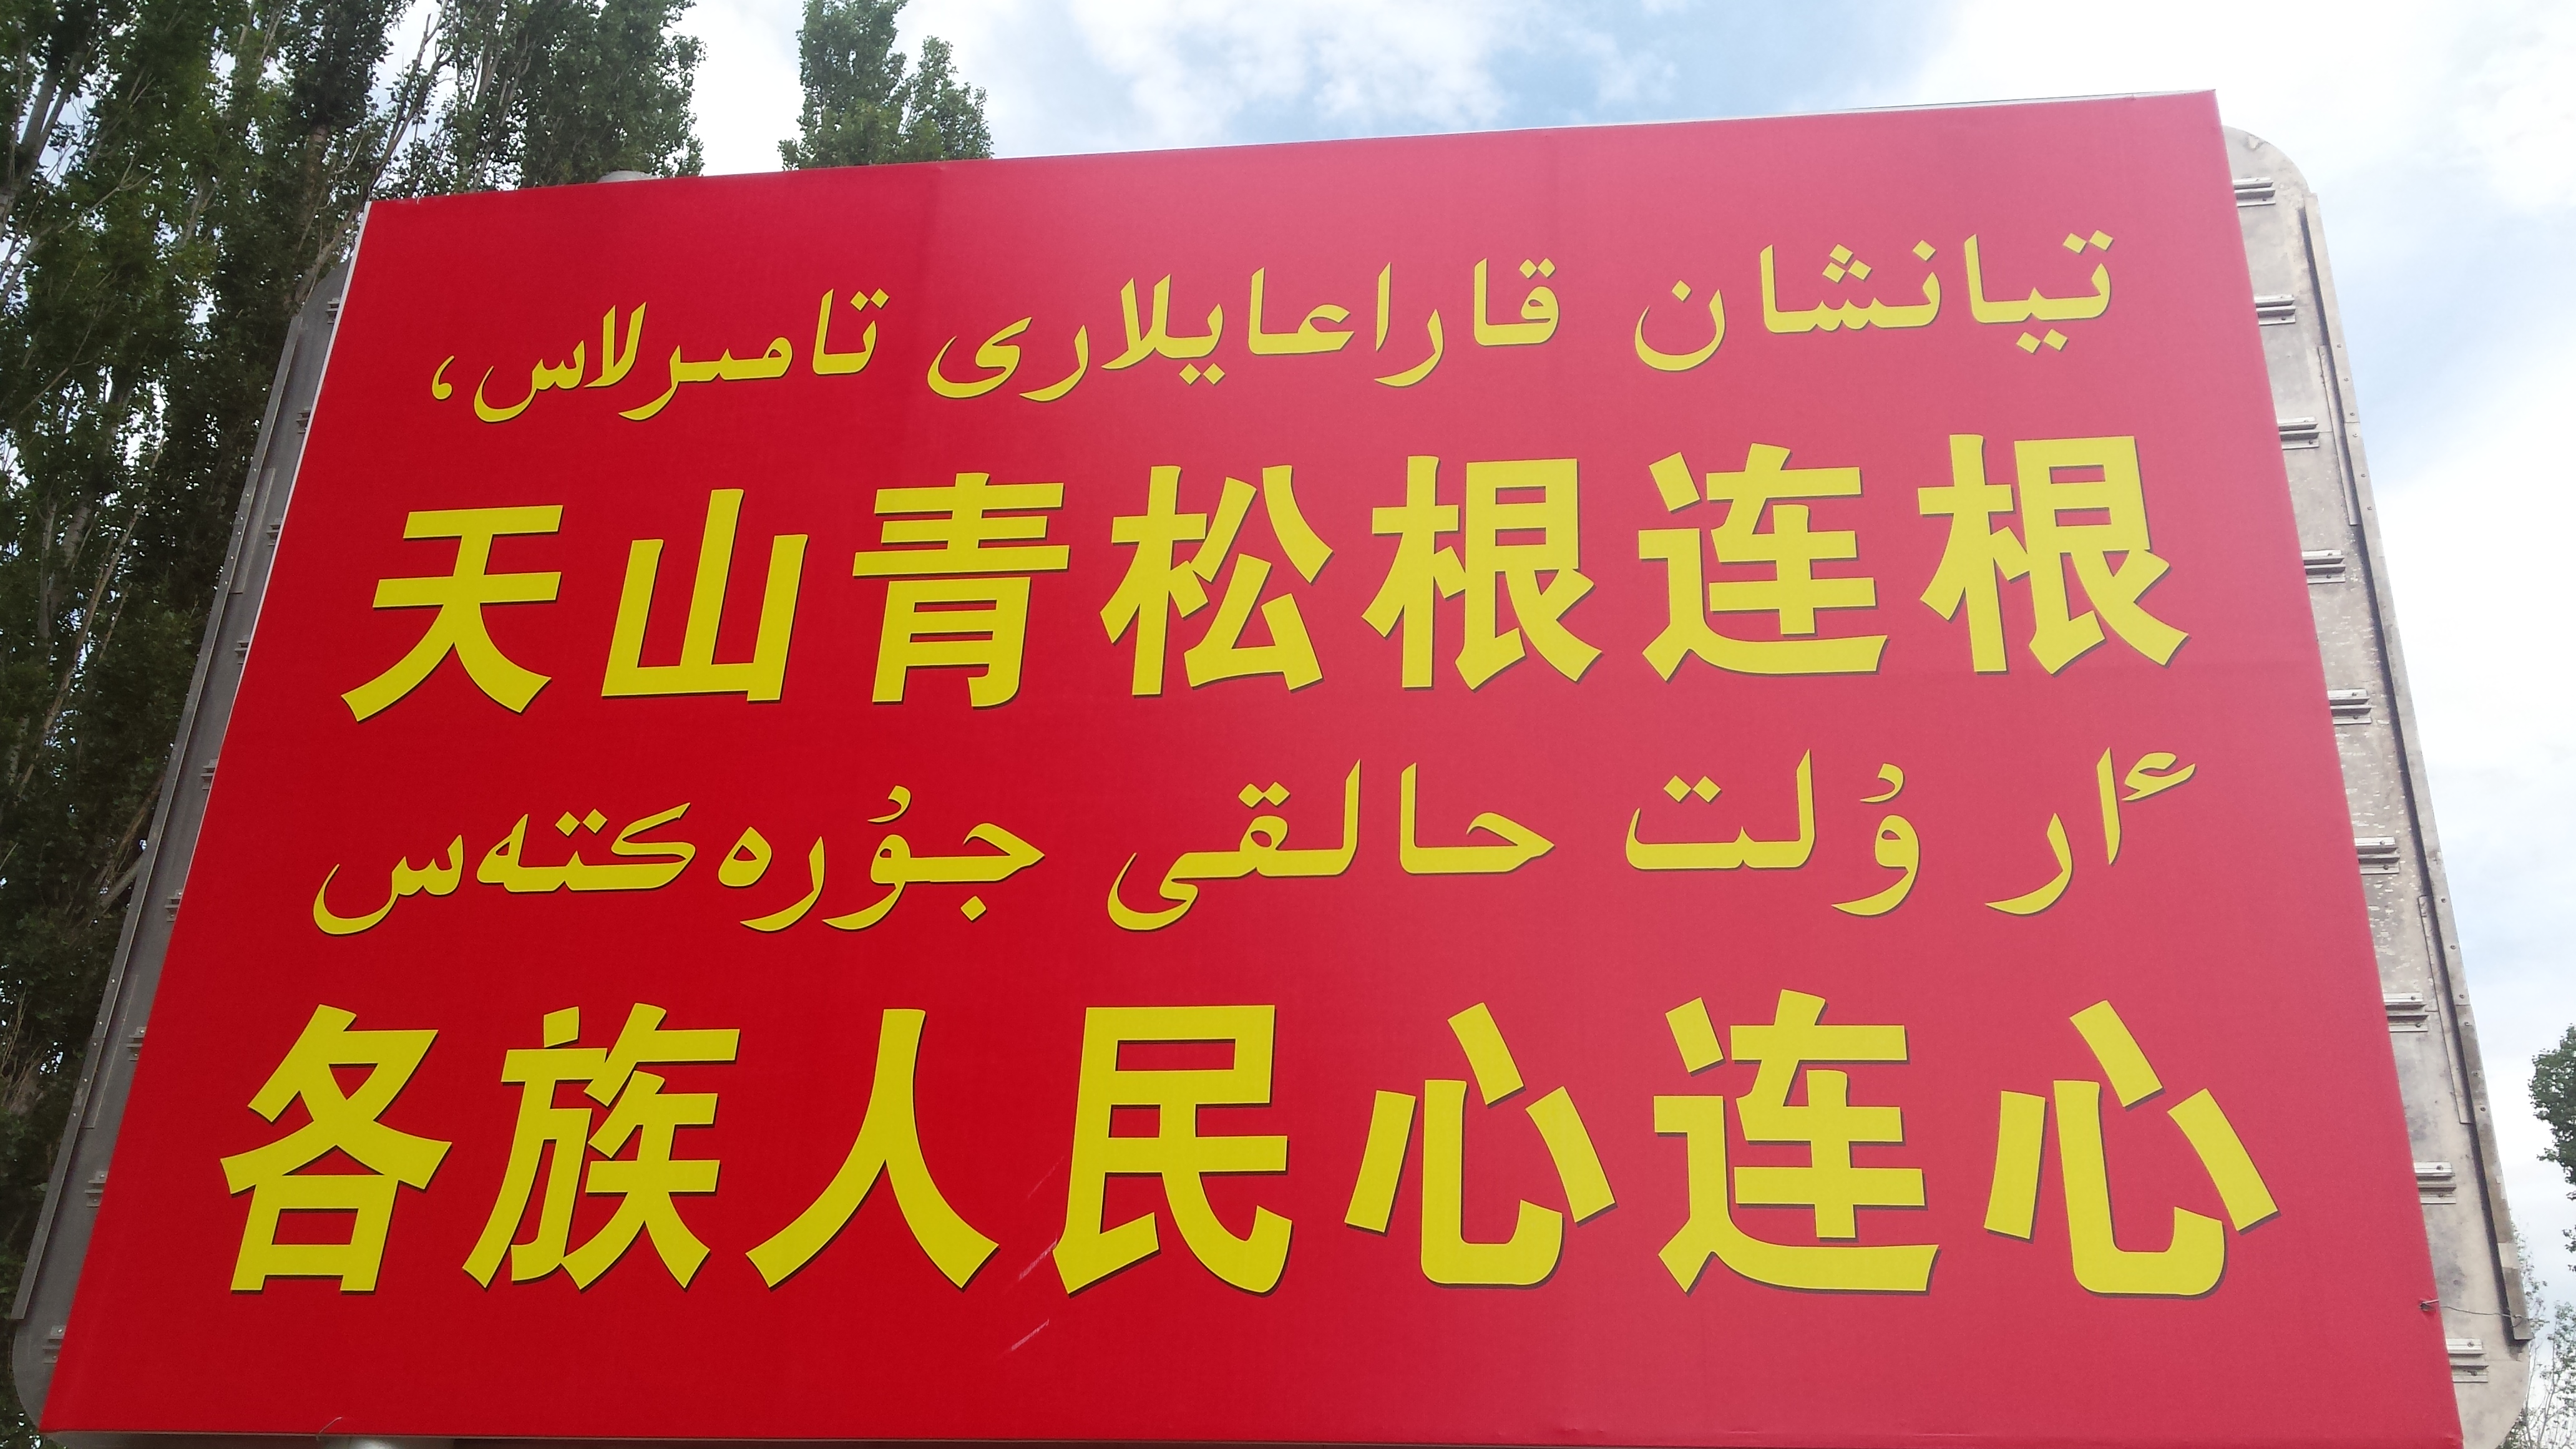 تيانشان قاراعايلارى تامىرلاس،
天山青松根连根
ٴار ۇلت حالقى جۇرەكتەس
各族人民心连心